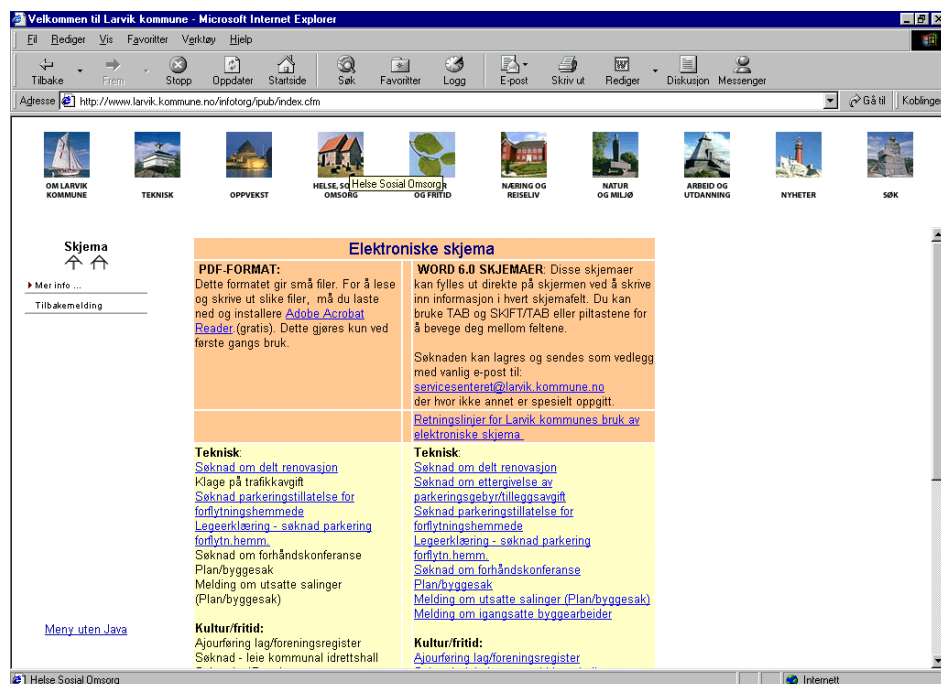 Velkommen til Larvik kommune - Microsoft Internet Explorer
Fil Rediger Vis Favoritter Verktøy Hjelp
Tilbake Frem Stopp Oppdater Startside Søk Favoritter Logg E-post Skriv ut Rediger Diskusjon Messenger
Adresse http://www.larvik.kommune.no/infotorg/ipub/index.cfm Gå til Koblinger
OM LARVIK
KOMMUNE
TEKNISK
OPPVEKST
HELSE, SO
OMSORG
Helse Sosial Omsorg
R
OG FRITID
NÆRING OG
REISELIV
NATUR
OG MILJØ
ARBEID OG
UTDANNING
NYHETER
SØK
Skjema
Mer info ...
Tilbakemelding
Meny uten Java
Elektroniske skjema
PDF-FORMAT:
Dette formatet gir små filer. For å lese
og skrive ut slike filer, må du laste
ned og installere Adobe Acrobat
Reader (gratis). Dette gjøres kun ved
første gangs bruk.
WORD 6.0 SKJEMAER: Disse skjemaer
kan fylles ut direkte på skjermen ved å skrive
inn informasjon i hvert skjemafelt. Du kan
bruke TAB og SKIFT/TAB eller piltastene for
å bevege deg mellom feltene.
Søknaden kan lagres og sendes som vedlegg
med vanlig e-post til:
servicesenteret@larvik.kommune.no
der hvor ikke annet er spesielt oppgitt.
Retningslinjer for Larvik kommunes bruk av
elektroniske skjema
Teknisk:
Søknad om delt renovasjon
Klage på trafikkavgift
Søknad parkeringstillatelse for
forflytningshemmede
Legeerklæring - søknad parkering
forflytn.hemm.
Søknad om forhåndskonferanse
Plan/byggesak
Melding om utsatte salinger
(Plan/byggesak)
Kultur/fritid:
Ajourføring lag/foreningsregister
Søknad - leie kommunal idrettshall
Teknisk:
Søknad om delt renovasjon
Søknad om ettergivelse av
parkeringsgebyr/tilleggsavgift
Søknad parkeringstillatelse for
forflytningshemmede
Legeerklæring - søknad parkering
forflytn.hemm.
Søknad om forhåndskonferanse
Plan/byggesak
Melding om utsatte salinger (Plan/byggesak)
Melding om igangsatte byggearbeider
Kultur/fritid:
Ajourføring lag/foreningsregister
Helse Sosial Omsorg Internett